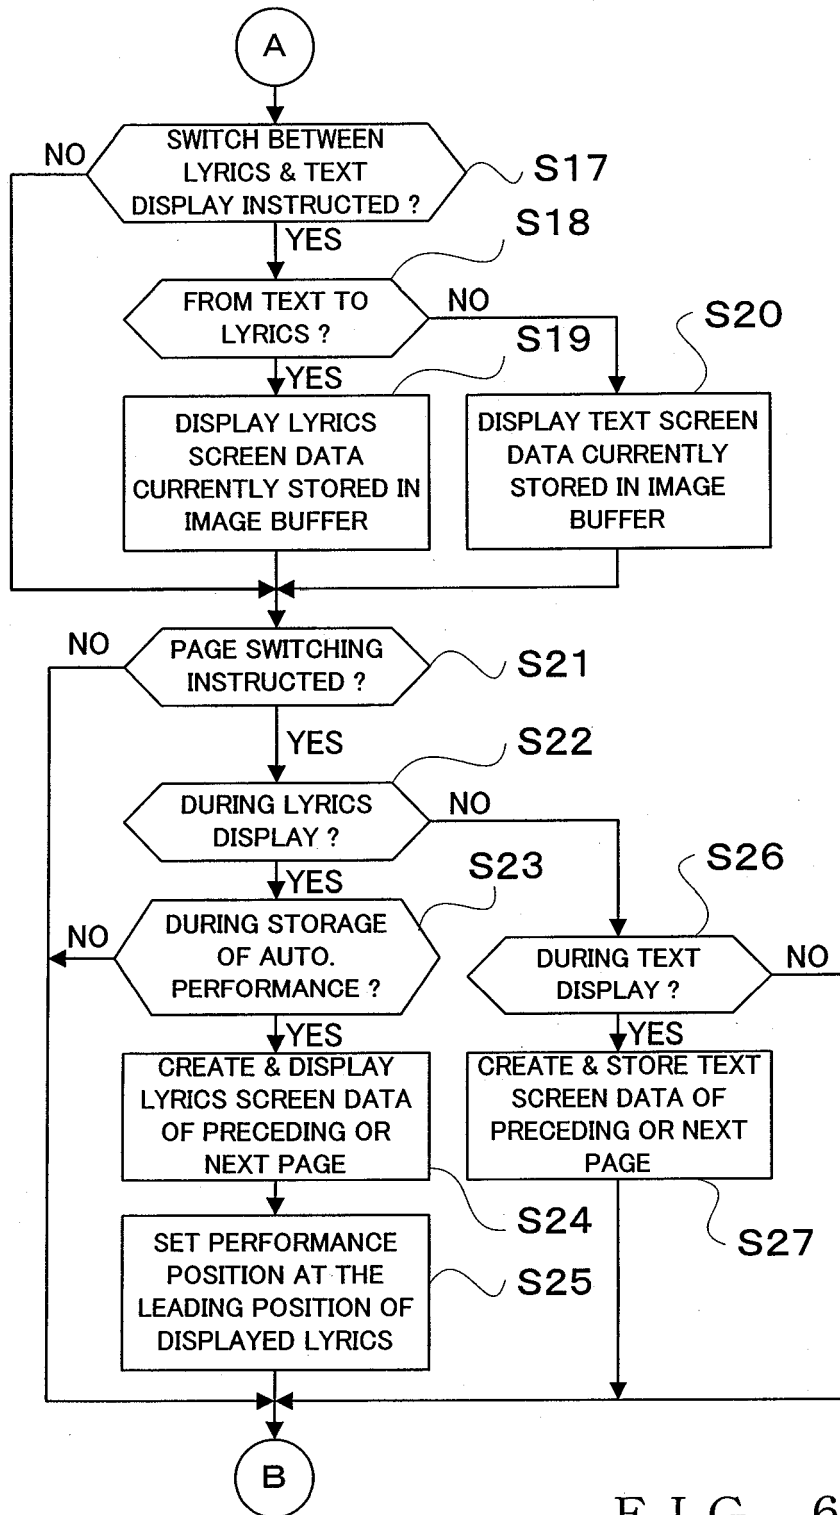 A
SWITCH BETWEEN
LYRICS & TEXT
DISPLAY INSTRUCTED ?
NO
S17
YES
S18
FROM TEXT TO
LYRICS ?
NO
S19
S20
YES
DISPLAY LYRICS
SCREEN DATA
CURRENTLY STORED IN
IMAGE BUFFER
DISPLAY TEXT SCREEN
DATA CURRENTLY
STORED IN IMAGE
BUFFER
NO
PAGE SWITCHING
INSTRUCTED ?
S21
YES
S22
DURING LYRICS
DISPLAY ?
NO
YES
S23
S26
NO
DURING STORAGE
OF AUTO.
PERFORMANCE ?
DURING TEXT
DISPLAY ?
NO
YES
YES
CREATE & DISPLAY
LYRICS SCREEN DATA
OF PRECEDING OR
NEXT PAGE
CREATE & STORE TEXT
SCREEN DATA OF
PRECEDING OR NEXT
PAGE
S24
S27
SET PERFORMANCE
POSITION AT THE
LEADING POSITION OF
DISPLAYED LYRICS
S25
B
FIG. 6